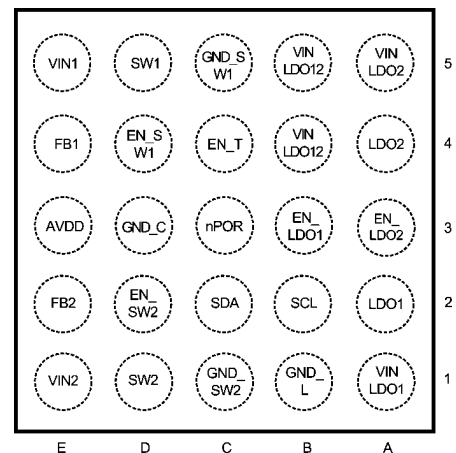 VIN1
SW1
GND_S
W1
VIN
LDO12
VIN
LDO2
5
FB1
EN_S
W1
EN_T
VIN
LDO12
LDO2
4
AVDD
GND_C
nPOR
EN_
LDO1
EN_
LDO2
3
FB2
EN_
SW2
SDA
SCL
LDO1
2
VIN2
SW2
GND_
SW2
GND_
L
VIN
LDO1
1
E
D
C
B
A